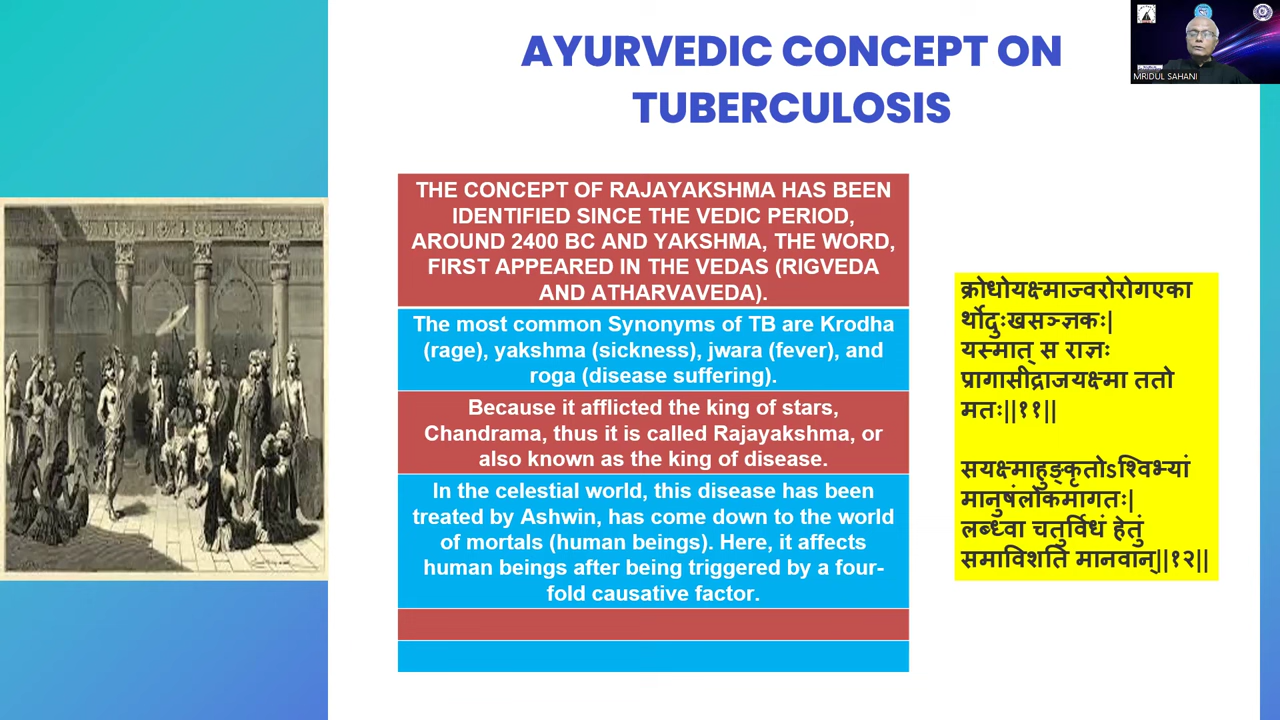 AYURVEDIC CONCEPT ON
TUBERCULOSIS
MRIDUL SAHANI
THE CONCEPT OF RAJAYAKSHMA HAS BEEN
IDENTIFIED SINCE THE VEDIC PERIOD,
AROUND 2400 BC AND YAKSHMA, THE WORD,
FIRST APPEARED IN THE VEDAS (RIGVEDA
AND ATHARVAVEDA).
The most common Synonyms of TB are Krodha
(rage), yakshma (sickness), jwara (fever), and
roga (disease suffering).
Because it afflicted the king of stars,
Chandrama, thus it is called Rajayakshma, or
also known as the king of disease.
In the celestial world, this disease has been
treated by Ashwin, has come down to the world
of mortals (human beings). Here, it affects
human beings after being triggered by a four-
fold causative factor.
क्रोधोयक्ष्माज्वरोरोगएका
र्थोदुःखसञ्ज्ञकः|
यस्मात् स राज्ञः
प्रागासीद्राजयक्ष्मा ततो
मतः||११||
सयक्ष्माहुङ्कृतोऽश्विभ्यां
मानुषंलोकमागतः|
लब्ध्वा चतुर्विधं हेतुं
समाविशति मानवान्||१२||